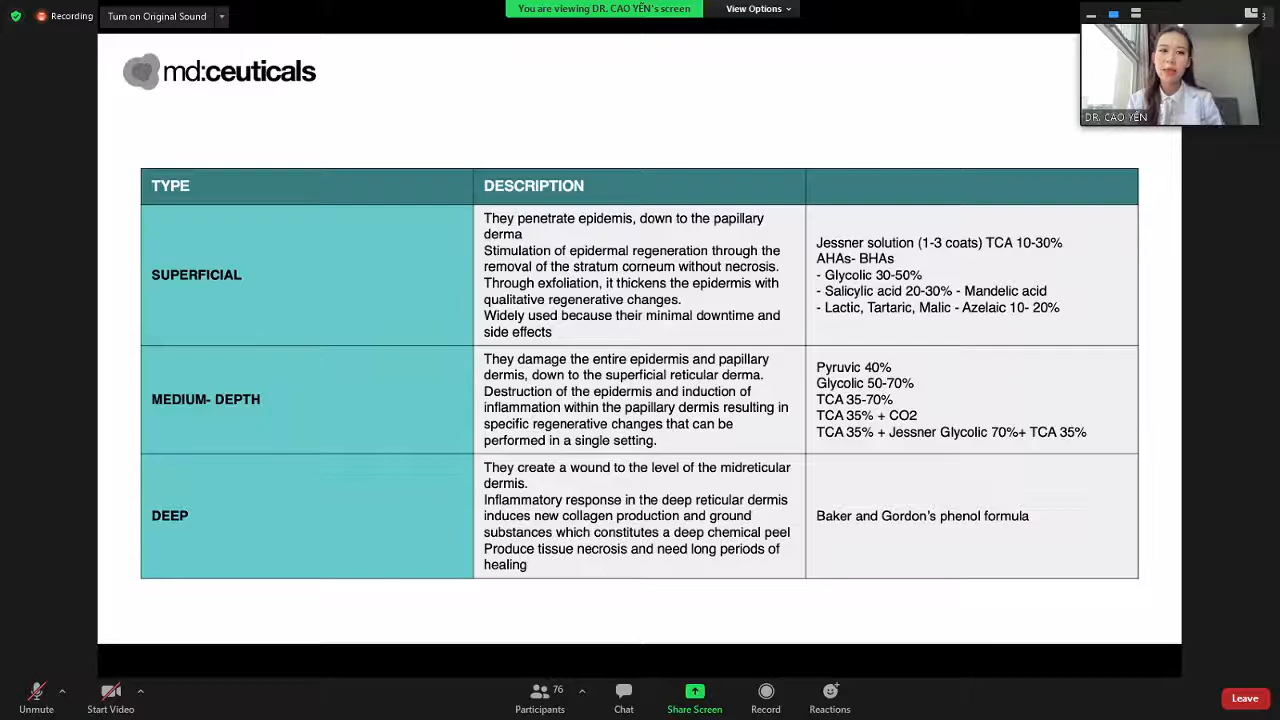 Recording
Turn on Original Sound
You are viewing DR. CAO YẾN's screen
View Options
3
md:ceuticals
DR. CAO YẾN
TYPE
DESCRIPTION
SUPERFICIAL
They penetrate epidemis, down to the papillary
derma
Stimulation of epidermal regeneration through the
removal of the stratum corneum without necrosis.
Through exfoliation, it thickens the epidermis with
qualitative regenerative changes.
Widely used because their minimal downtime and
side effects
Jessner solution (1-3 coats) TCA 10-30%
AHAs- BHAs
- Glycolic 30-50%
- Salicylic acid 20-30% - Mandelic acid
- Lactic, Tartaric, Malic - Azelaic 10- 20%
MEDIUM- DEPTH
They damage the entire epidermis and papillary
dermis, down to the superficial reticular derma.
Destruction of the epidermis and induction of
inflammation within the papillary dermis resulting in
specific regenerative changes that can be
performed in a single setting.
Pyruvic 40%
Glycolic 50-70%
TCA 35-70%
TCA 35% + CO2
TCA 35% + Jessner Glycolic 70%+ TCA 35%
DEEP
They create a wound to the level of the midreticular
dermis.
Inflammatory response in the deep reticular dermis
induces new collagen production and ground
substances which constitutes a deep chemical peel
Produce tissue necrosis and need long periods of
healing
Baker and Gordon's phenol formula
Unmute
Start Video
Participants
76
Chat
Share Screen
Record
Reactions
Leave